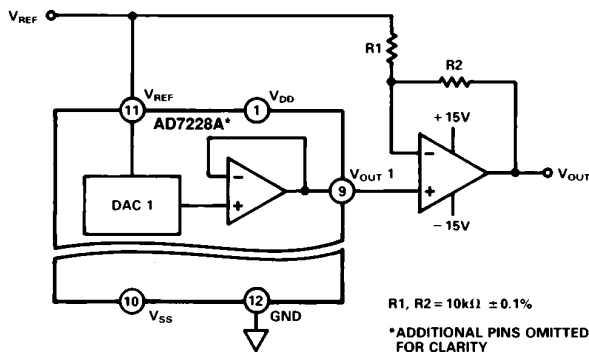 VREF
R1
R2
VREF
11
1
VDD
AD7228A*
+15V
−
+
−
+
DAC 1
VOUT 1
9
VOUT
−15V
10
VSS
12
GND
R1, R2 = 10kΩ ±0.1%
*ADDITIONAL PINS OMITTED
FOR CLARITY